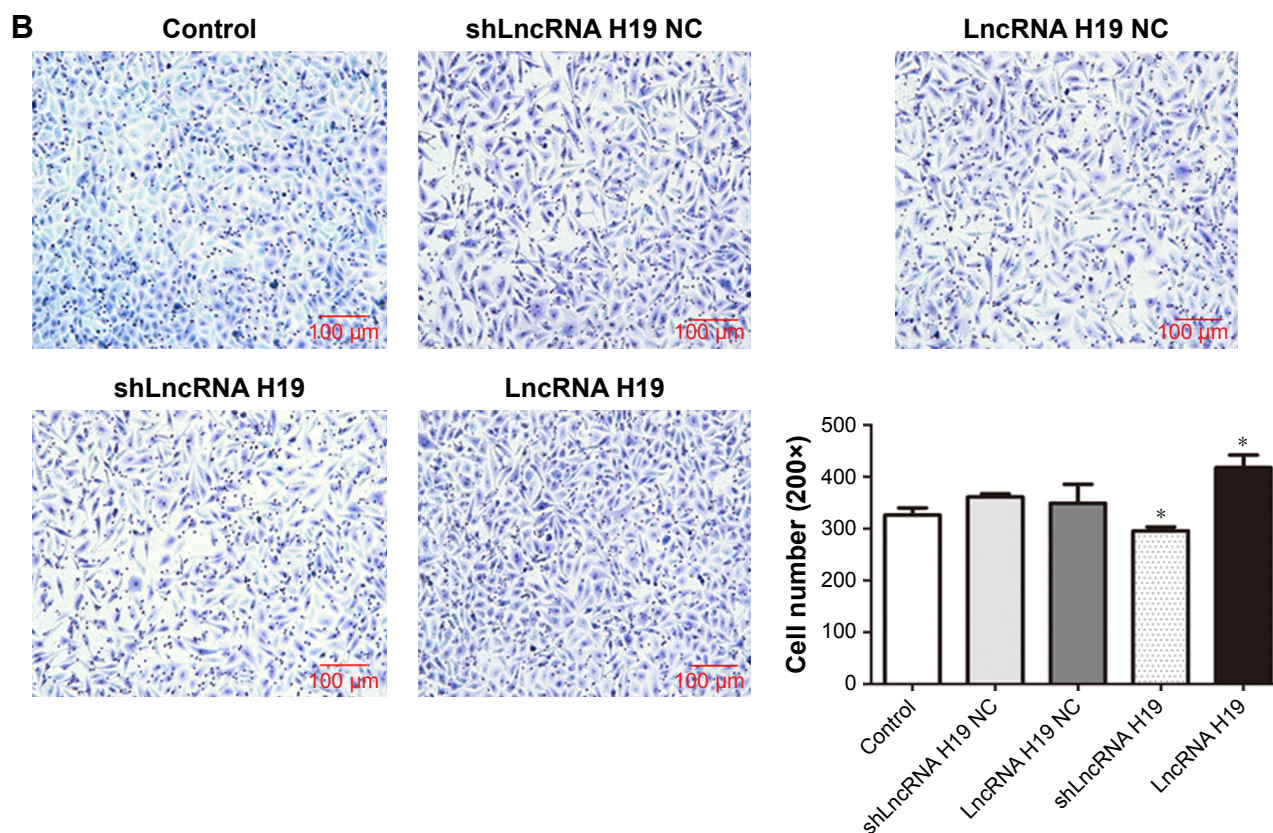 B
Control
shLncRNA H19 NC
LncRNA H19 NC
100 µm
100 µm
100 µm
shLncRNA H19
LncRNA H19
100 µm
100 µm
Cell number (200×)
500
400
300
200
100
0
*
*
Control
shLncRNA H19 NC
LncRNA H19 NC
shLncRNA H19
LncRNA H19